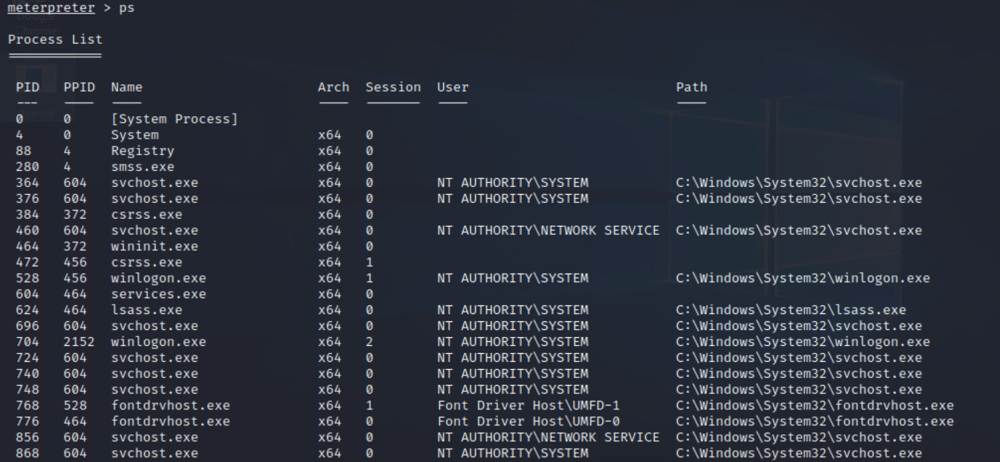 meterpreter > ps
Process List
PID PPID Name Arch Session User Path
0 0 [System Process]
4 0 System x64 0
88 4 Registry x64 0
280 4 smss.exe x64 0
364 604 svchost.exe x64 0 NT AUTHORITY\SYSTEM C:\Windows\System32\svchost.exe
376 604 svchost.exe x64 0 NT AUTHORITY\SYSTEM C:\Windows\System32\svchost.exe
384 372 csrss.exe x64 0
460 604 svchost.exe x64 0 NT AUTHORITY\NETWORK SERVICE C:\Windows\System32\svchost.exe
464 372 wininit.exe x64 0
472 456 csrss.exe x64 1
528 456 winlogon.exe x64 1 NT AUTHORITY\SYSTEM C:\Windows\System32\winlogon.exe
604 464 services.exe x64 0
624 464 lsass.exe x64 0 NT AUTHORITY\SYSTEM C:\Windows\System32\lsass.exe
696 604 svchost.exe x64 0 NT AUTHORITY\SYSTEM C:\Windows\System32\svchost.exe
704 2152 winlogon.exe x64 2 NT AUTHORITY\SYSTEM C:\Windows\System32\winlogon.exe
724 604 svchost.exe x64 0 NT AUTHORITY\SYSTEM C:\Windows\System32\svchost.exe
740 604 svchost.exe x64 0 NT AUTHORITY\SYSTEM C:\Windows\System32\svchost.exe
748 604 svchost.exe x64 0 NT AUTHORITY\SYSTEM C:\Windows\System32\svchost.exe
768 528 fontdrvhost.exe x64 1 Font Driver Host\UMFD-1 C:\Windows\System32\fontdrvhost.exe
776 464 fontdrvhost.exe x64 0 Font Driver Host\UMFD-0 C:\Windows\System32\fontdrvhost.exe
856 604 svchost.exe x64 0 NT AUTHORITY\NETWORK SERVICE C:\Windows\System32\svchost.exe
868 604 svchost.exe x64 0 NT AUTHORITY\SYSTEM C:\Windows\System32\svchost.exe